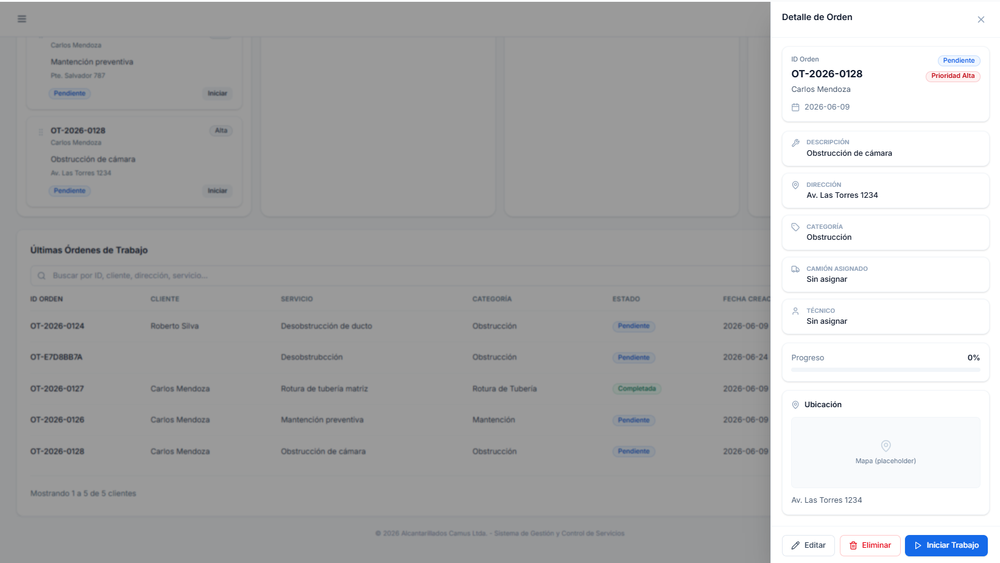 Carlos Mendoza
Mantención preventiva
Pte. Salvador 787
Pendiente
Iniciar
OT-2026-0128
Alta
Carlos Mendoza
Obstrucción de cámara
Av. Las Torres 1234
Pendiente
Iniciar
Últimas Órdenes de Trabajo
Buscar por ID, cliente, dirección, servicio...
ID ORDEN CLIENTE SERVICIO CATEGORÍA ESTADO FECHA CREAC
OT-2026-0124 Roberto Silva Desobstrucción de ducto Obstrucción Pendiente 2026-06-09
OT-E7D8BB7A Desobstrubcción Obstrucción Pendiente 2026-06-24
OT-2026-0127 Carlos Mendoza Rotura de tubería matriz Rotura de Tubería Completada 2026-06-09
OT-2026-0126 Carlos Mendoza Mantención preventiva Mantención Pendiente 2026-06-09
OT-2026-0128 Carlos Mendoza Obstrucción de cámara Obstrucción Pendiente 2026-06-09
Mostrando 1 a 5 de 5 clientes
© 2026 Alcantarillados Camus Ltda. - Sistema de Gestión y Control de Servicios
Detalle de Orden
ID Orden
Pendiente
OT-2026-0128
Prioridad Alta
Carlos Mendoza
2026-06-09
DESCRIPCIÓN
Obstrucción de cámara
DIRECCIÓN
Av. Las Torres 1234
CATEGORÍA
Obstrucción
CAMIÓN ASIGNADO
Sin asignar
TÉCNICO
Sin asignar
Progreso 0%
Ubicación
Mapa (placeholder)
Av. Las Torres 1234
Editar Eliminar Iniciar Trabajo